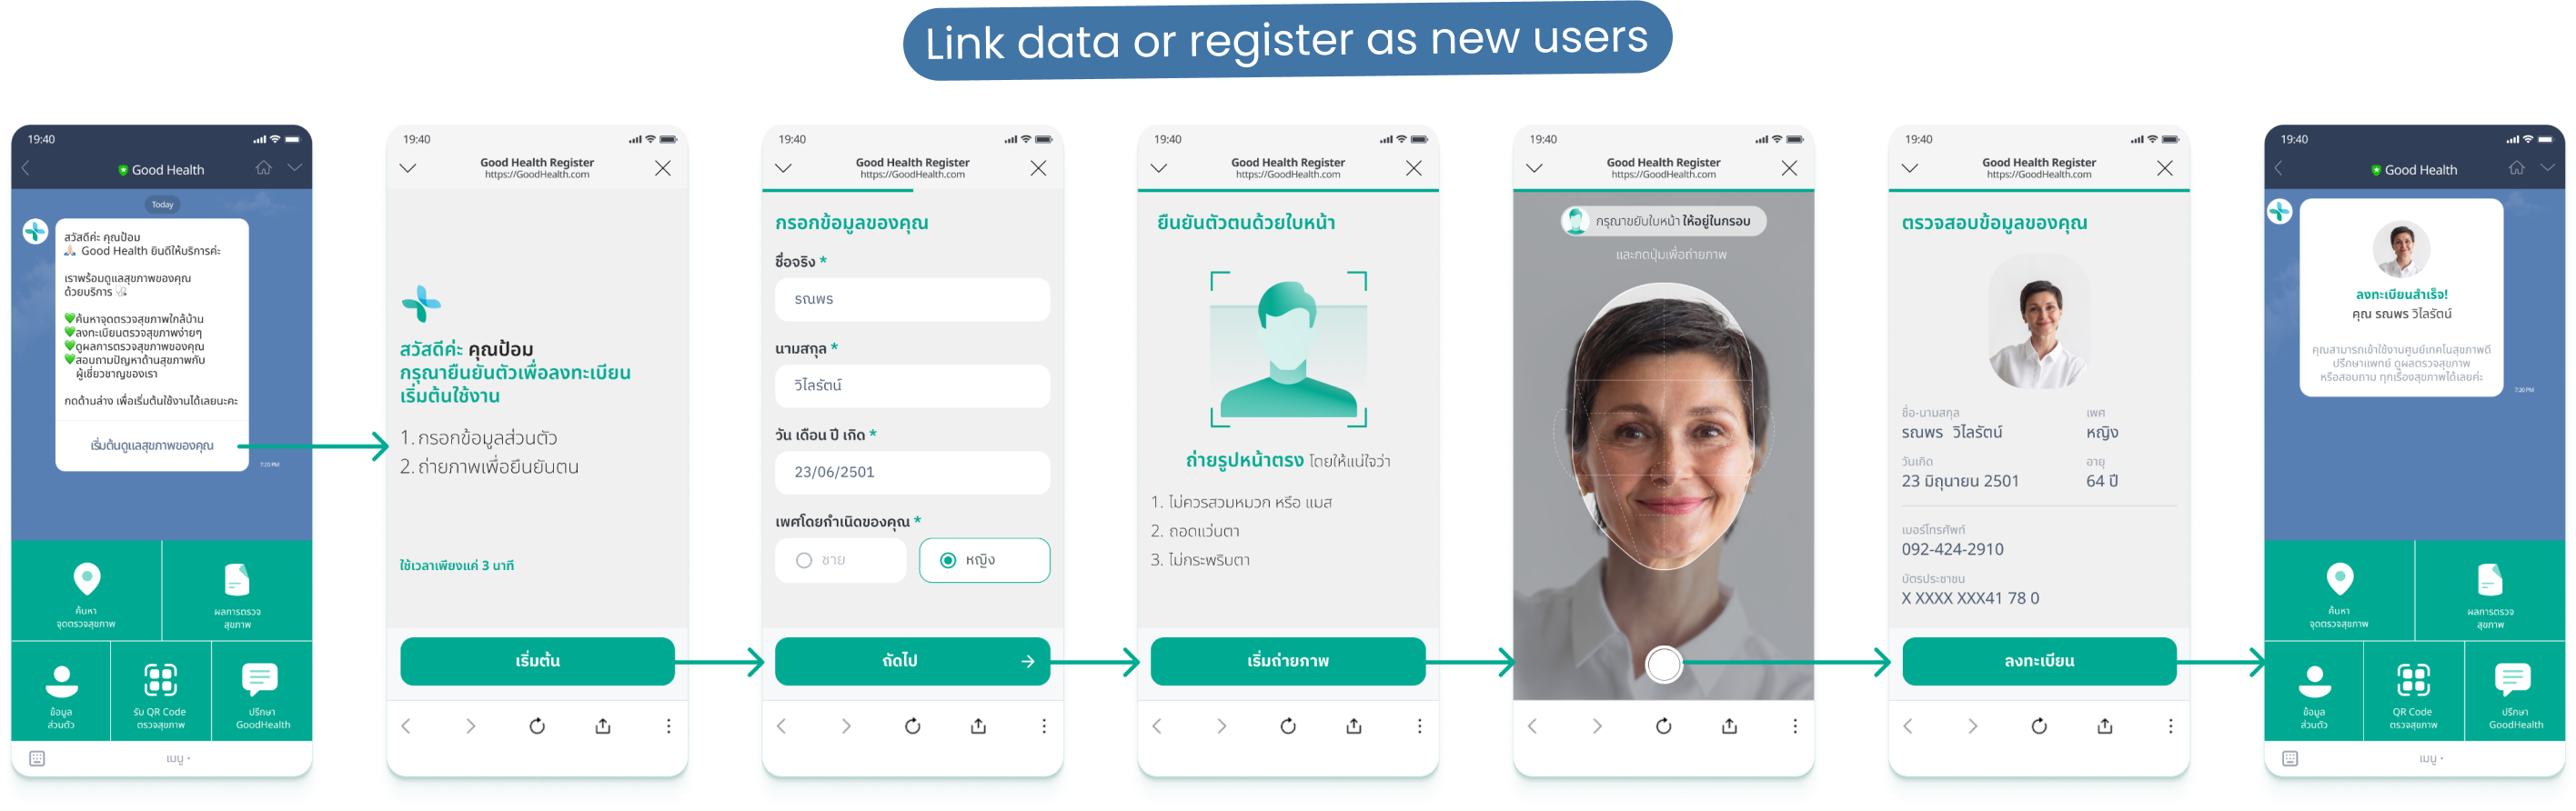 Link data or register as new users
19:40
Good Health
Today
สวัสดีค่ะ คุณป้อม
🙏🏻 Good Health ยินดีให้บริการค่ะ
เราพร้อมดูแลสุขภาพของคุณ
ด้วยบริการ 🩺
💚ค้นหาจุดตรวจสุขภาพใกล้บ้าน
💚ลงทะเบียนตรวจสุขภาพง่ายๆ
💚ดูผลการตรวจสุขภาพของคุณ
💚สอบถามปัญหาด้านสุขภาพกับ
ผู้เชี่ยวชาญของเรา
กดด้านล่าง เพื่อเริ่มต้นใช้งานได้เลยนะคะ
เริ่มต้นดูแลสุขภาพของคุณ
7:20 PM
ค้นหา
จุดตรวจสุขภาพ
ผลการตรวจ
สุขภาพ
ข้อมูล
ส่วนตัว
รับ QR Code
ตรวจสุขภาพ
ปรึกษา
GoodHealth
เมนู
19:40
Good Health Register
https://GoodHealth.com
สวัสดีค่ะ คุณป้อม
กรุณายืนยันตัวเพื่อลงทะเบียน
เริ่มต้นใช้งาน
1. กรอกข้อมูลส่วนตัว
2. ถ่ายภาพเพื่อยืนยันตน
ใช้เวลาเพียงแค่ 3 นาที
เริ่มต้น
19:40
Good Health Register
https://GoodHealth.com
กรอกข้อมูลของคุณ
ชื่อจริง *
รณพร
นามสกุล *
วิไลรัตน์
วัน เดือน ปี เกิด *
23/06/2501
เพศโดยกำเนิดของคุณ *
ชาย
หญิง
ถัดไป
19:40
Good Health Register
https://GoodHealth.com
ยืนยันตัวตนด้วยใบหน้า
ถ่ายรูปหน้าตรง โดยให้แน่ใจว่า
1. ไม่ควรสวมหมวก หรือ แมส
2. ถอดแว่นตา
3. ไม่กระพริบตา
เริ่มถ่ายภาพ
19:40
Good Health Register
https://GoodHealth.com
กรุณาขยับใบหน้า ให้อยู่ในกรอบ
และกดปุ่มเพื่อถ่ายภาพ
19:40
Good Health Register
https://GoodHealth.com
ตรวจสอบข้อมูลของคุณ
ชื่อ-นามสกุล
เพศ
รณพร วิไลรัตน์
หญิง
วันเกิด
อายุ
23 มิถุนายน 2501
64 ปี
เบอร์โทรศัพท์
092-424-2910
บัตรประชาชน
X XXXX XXX41 78 0
ลงทะเบียน
19:40
Good Health
ลงทะเบียนสำเร็จ!
คุณ รณพร วิไลรัตน์
คุณสามารถเข้าใช้งานศูนย์เทคโนสุขภาพดี
ปรึกษาแพทย์ ดูผลตรวจสุขภาพ
หรือสอบถาม ทุกเรื่องสุขภาพได้เลยค่ะ
7:20 PM
ค้นหา
จุดตรวจสุขภาพ
ผลการตรวจ
สุขภาพ
ข้อมูล
ส่วนตัว
QR Code
ตรวจสุขภาพ
ปรึกษา
GoodHealth
เมนู